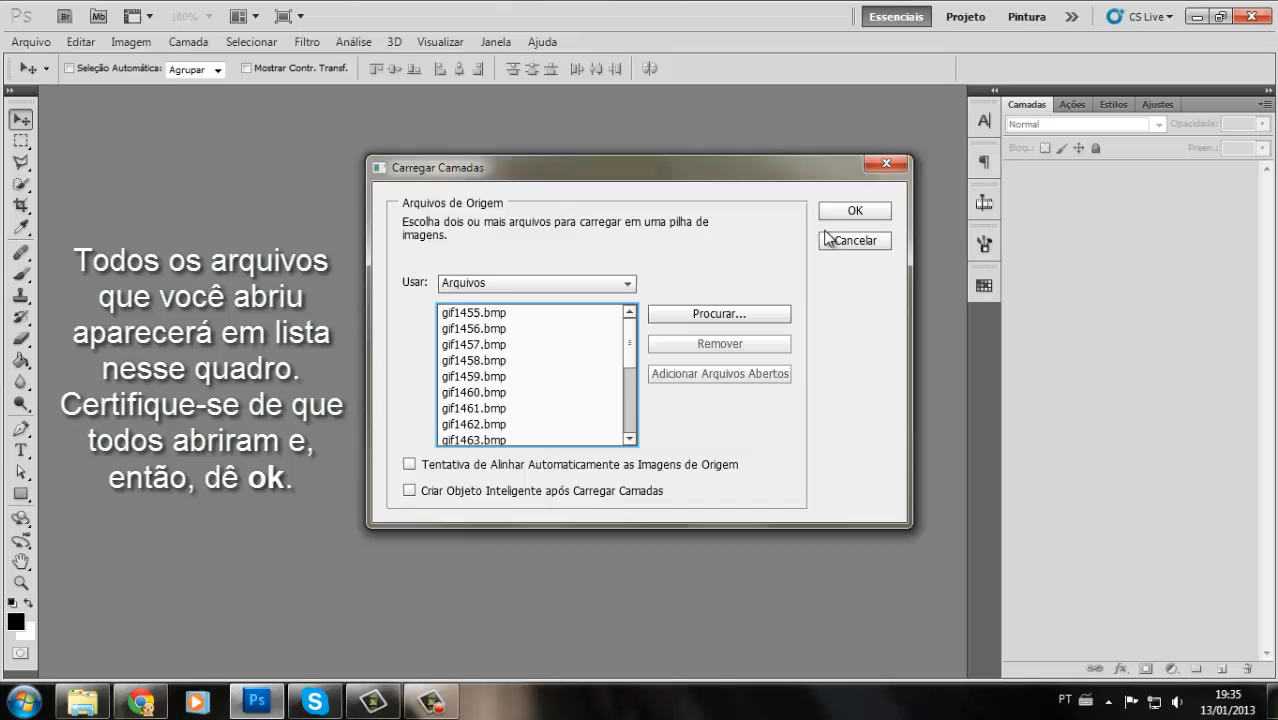 Ps Br Mb 100% Essenciais Projeto Pintura CS Live
Arquivo Editar Imagem Camada Selecionar Filtro Análise 3D Visualizar Janela Ajuda
Seleção Automática: Agrupar Mostrar Contr. Transf.
Camadas Ações Estilos Ajustes
Normal Opacidade:
Bloq.: Preen.:
Carregar Camadas
Arquivos de Origem
Escolha dois ou mais arquivos para carregar em uma pilha de
imagens.
OK
Cancelar
Usar: Arquivos
gif1455.bmp
gif1456.bmp
gif1457.bmp
gif1458.bmp
gif1459.bmp
gif1460.bmp
gif1461.bmp
gif1462.bmp
gif1463.bmp
Procurar...
Remover
Adicionar Arquivos Abertos
Tentativa de Alinhar Automaticamente as Imagens de Origem
Criar Objeto Inteligente após Carregar Camadas
Todos os arquivos
que você abriu
aparecerá em lista
nesse quadro.
Certifique-se de que
todos abriram e,
então, dê ok.
Ps
PT
19:35
13/01/2013